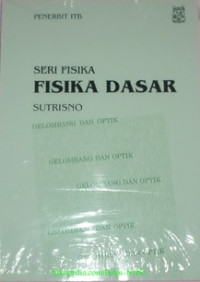 PENERBIT ITB
SERI FISIKA
FISIKA DASAR
SUTRISNO
GELOMBANG DAN OPTIK
GELOMBANG DAN OPTIK
GELOMBANG DAN OPTIK
GELOMBANG DAN OPTIK